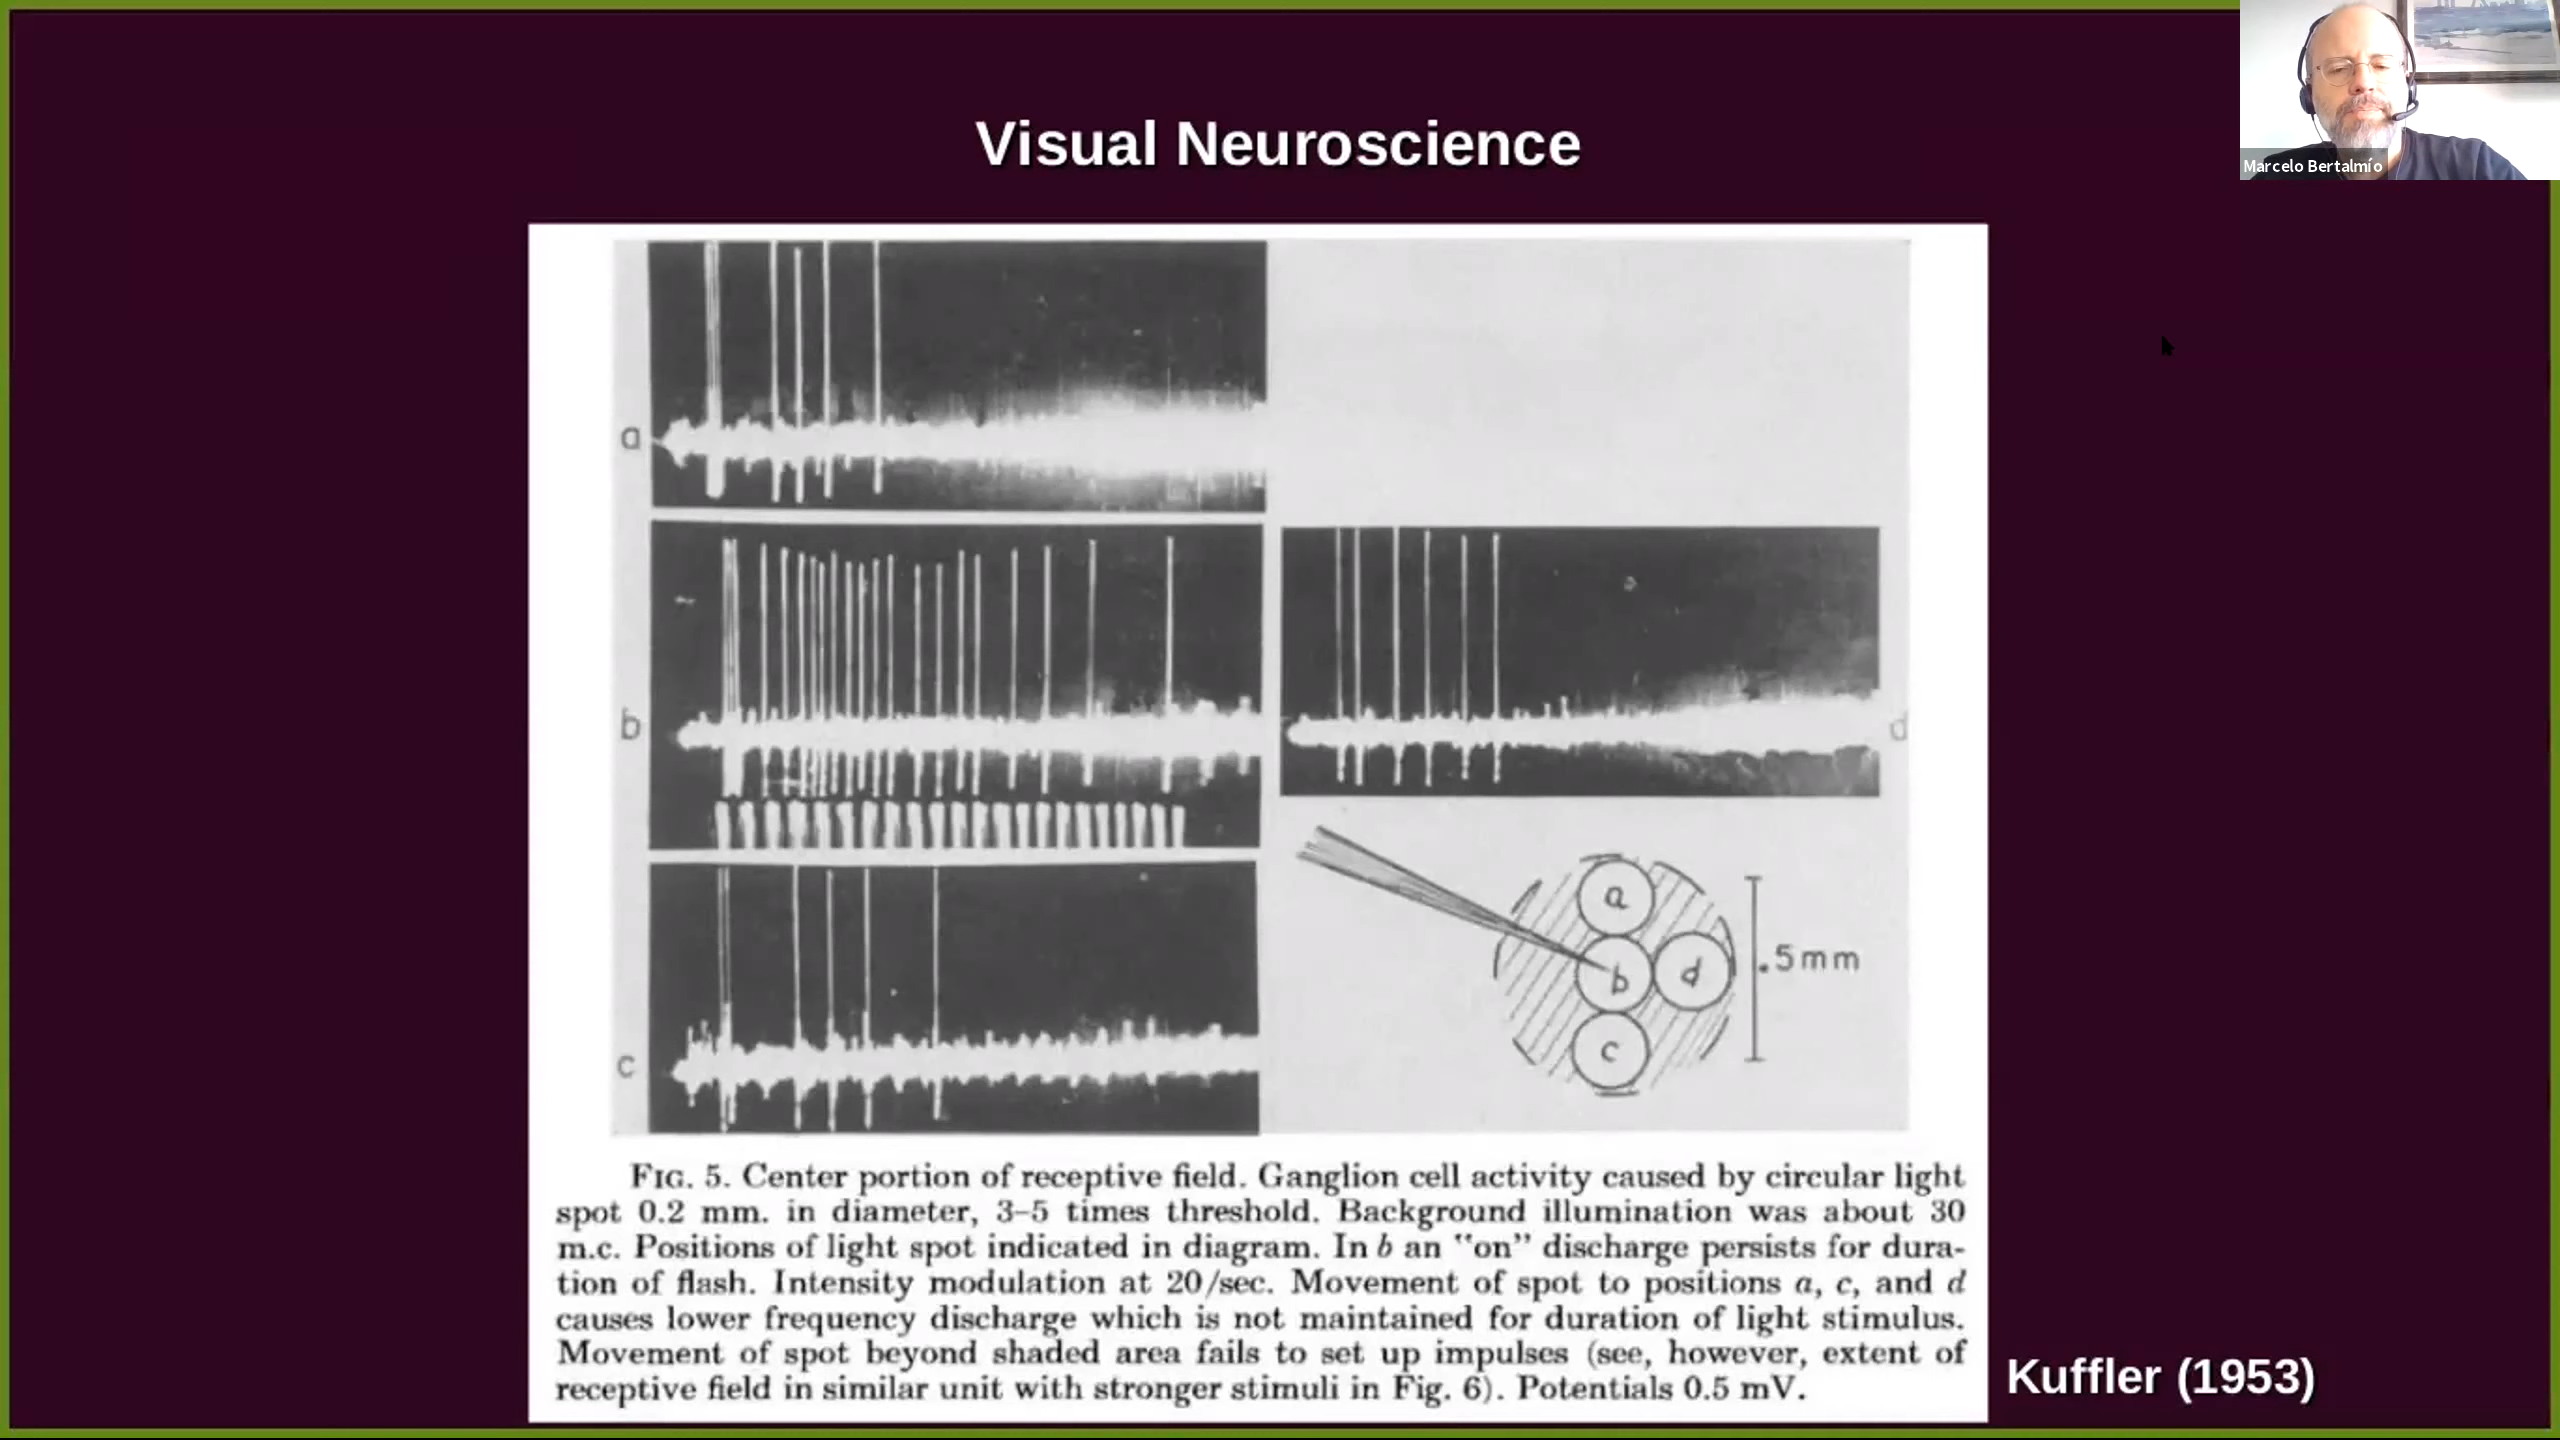 Visual Neuroscience
Marcelo Bertalmío
a
b
d
c
a
b
d
c
.5mm
FIG. 5. Center portion of receptive field. Ganglion cell activity caused by circular light
spot 0.2 mm. in diameter, 3–5 times threshold. Background illumination was about 30
m.c. Positions of light spot indicated in diagram. In b an "on" discharge persists for dura-
tion of flash. Intensity modulation at 20/sec. Movement of spot to positions a, c, and d
causes lower frequency discharge which is not maintained for duration of light stimulus.
Movement of spot beyond shaded area fails to set up impulses (see, however, extent of
receptive field in similar unit with stronger stimuli in Fig. 6). Potentials 0.5 mV.
Kuffler (1953)